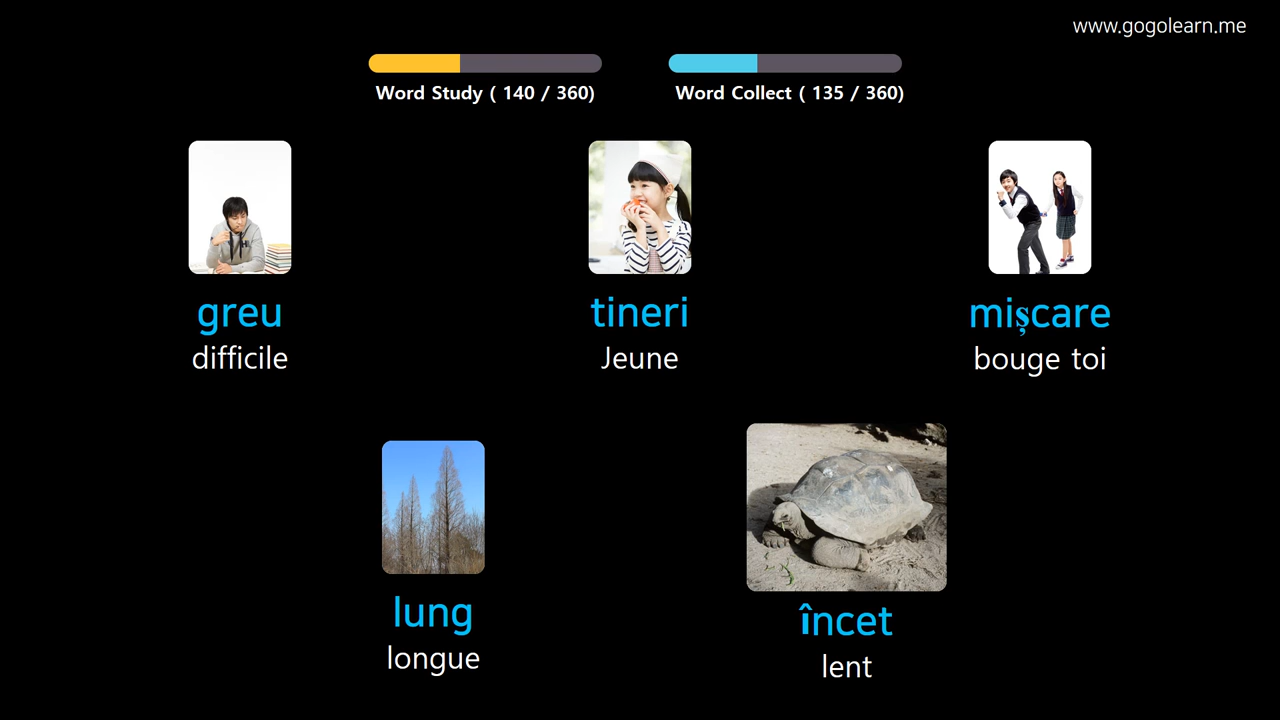 www.gogolearn.me
Word Study ( 140 / 360)
Word Collect ( 135 / 360)
greu
difficile
tineri
Jeune
mișcare
bouge toi
lung
longue
încet
lent